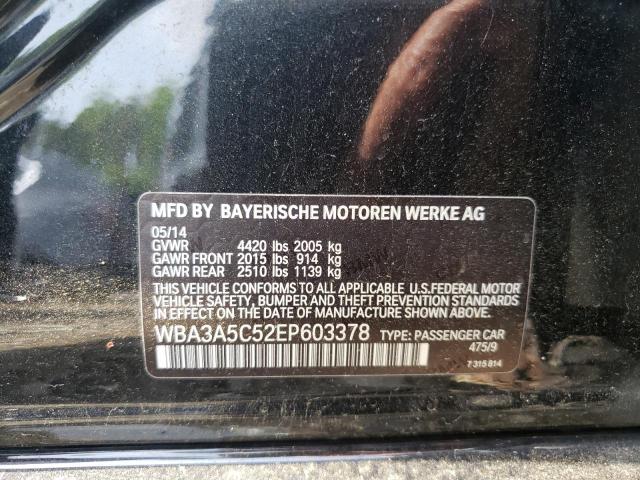 MFD BY BAYERISCHE MOTOREN WERKE AG
05/14
GVWR 4420 lbs 2005 kg
GAWR FRONT 2015 lbs 914 kg
GAWR REAR 2510 lbs 1139 kg
THIS VEHICLE CONFORMS TO ALL APPLICABLE U.S.FEDERAL MOTOR
VEHICLE SAFETY, BUMPER AND THEFT PREVENTION STANDARDS
IN EFFECT ON THE DATE OF MANUFACTURE SHOWN ABOVE.
WBA3A5C52EP603378 TYPE: PASSENGER CAR
475/9
7 315 814